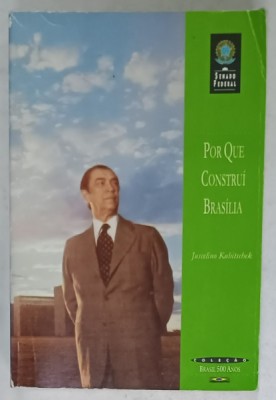 SENADO
FEDERAL
POR QUE
CONSTRUÍ
BRASÍLIA
Juscelino Kubitschek
COLEÇÃO
BRASIL 500 ANOS